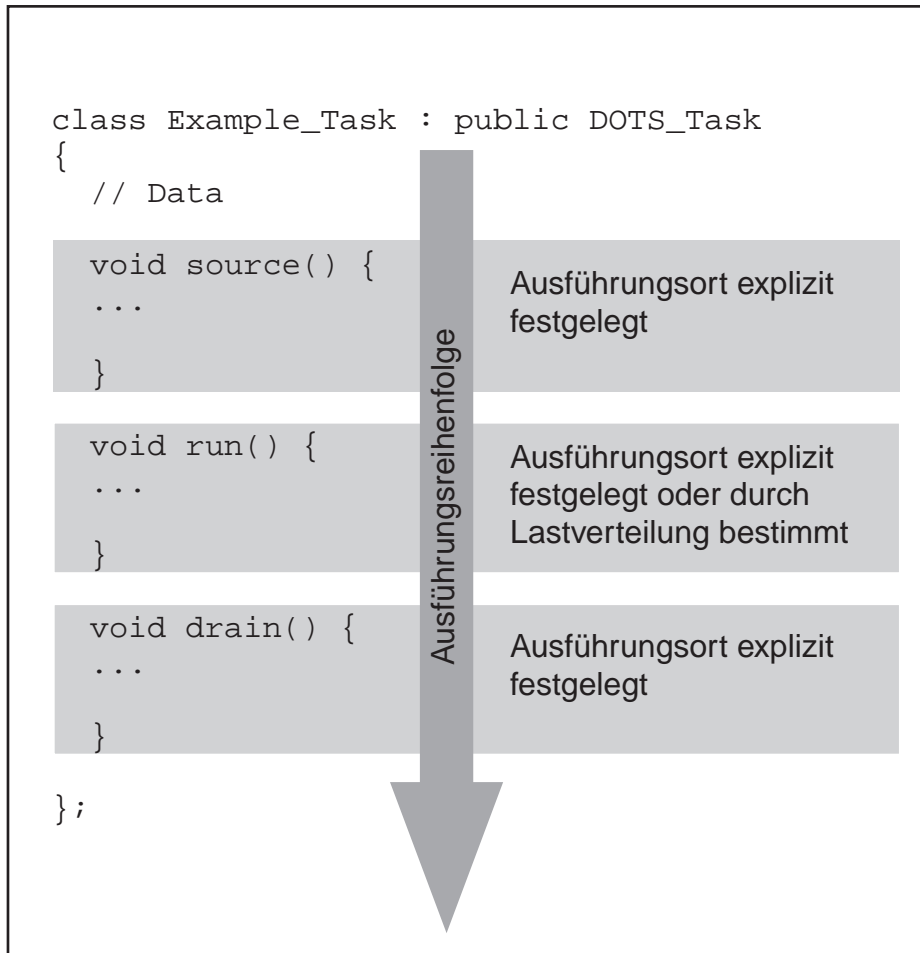 class Example_Task : public DOTS_Task
{
// Data
void source() {
...
}
Ausführungsort explizit
festgelegt
void run() {
...
}
Ausführungsort explizit
festgelegt oder durch
Lastverteilung bestimmt
void drain() {
...
}
Ausführungsort explizit
festgelegt
};
Ausführungsreihenfolge